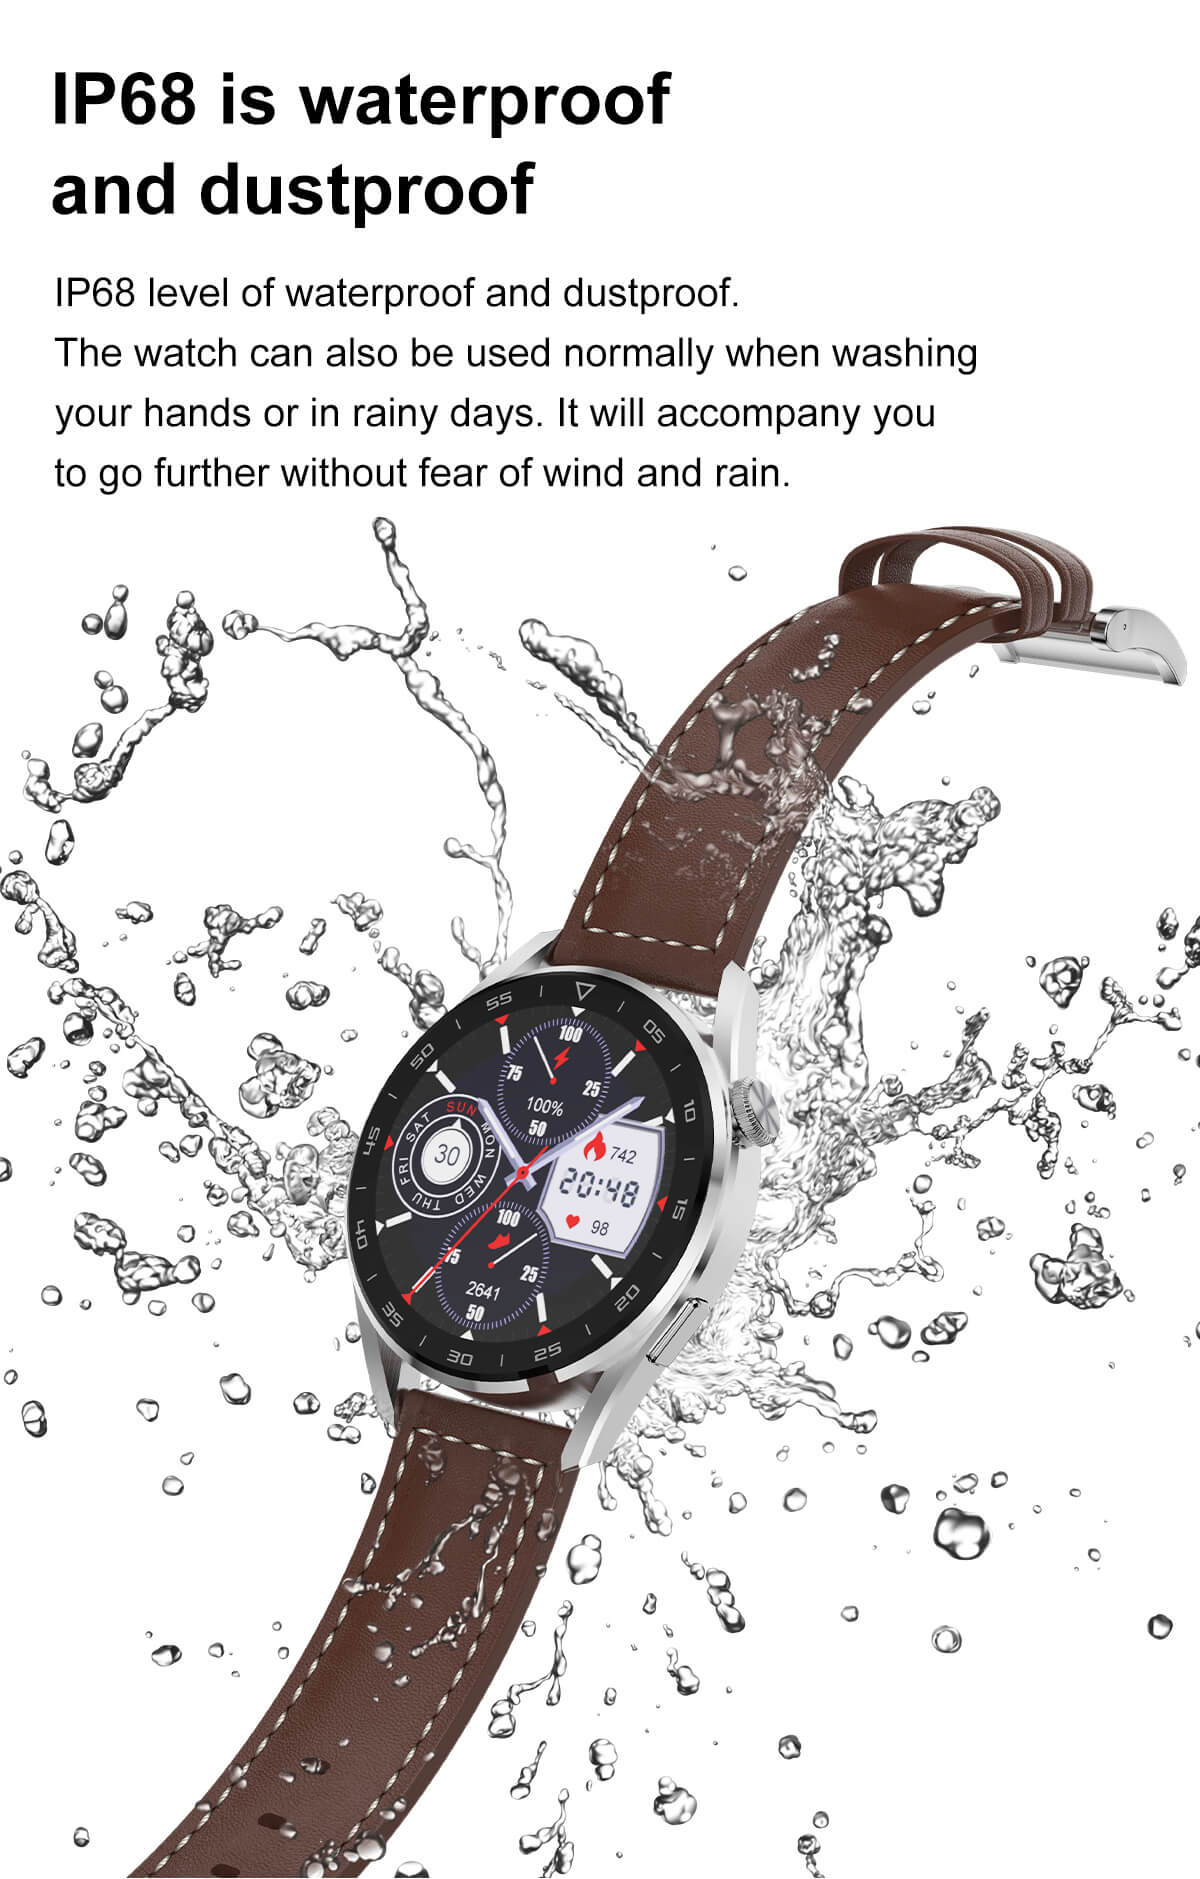 IP68 is waterproof
and dustproof
IP68 level of waterproof and dustproof.
The watch can also be used normally when washing
your hands or in rainy days. It will accompany you
to go further without fear of wind and rain.
55
05
50
10
45
15
40
20
35
30
25
100
75
25
100%
50
SUN
MON
WED
THU
FRI
SAT
30
742
20:48
98
100
75
25
2641
50